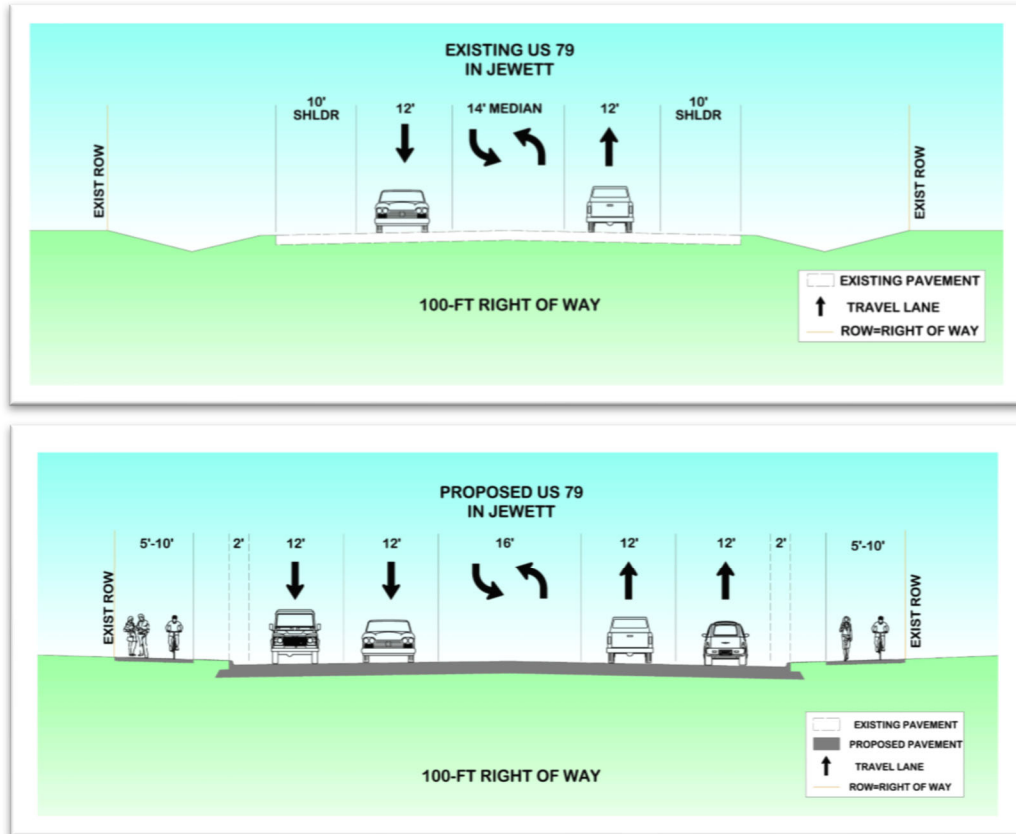 EXISTING US 79
IN JEWETT
10'
SHLDR
12'
14' MEDIAN
12'
10'
SHLDR
EXIST ROW
EXIST ROW
100-FT RIGHT OF WAY
EXISTING PAVEMENT
TRAVEL LANE
ROW=RIGHT OF WAY
PROPOSED US 79
IN JEWETT
5'-10'
2'
12'
12'
16'
12'
12'
2'
5'-10'
EXIST ROW
EXIST ROW
100-FT RIGHT OF WAY
EXISTING PAVEMENT
PROPOSED PAVEMENT
TRAVEL LANE
ROW=RIGHT OF WAY